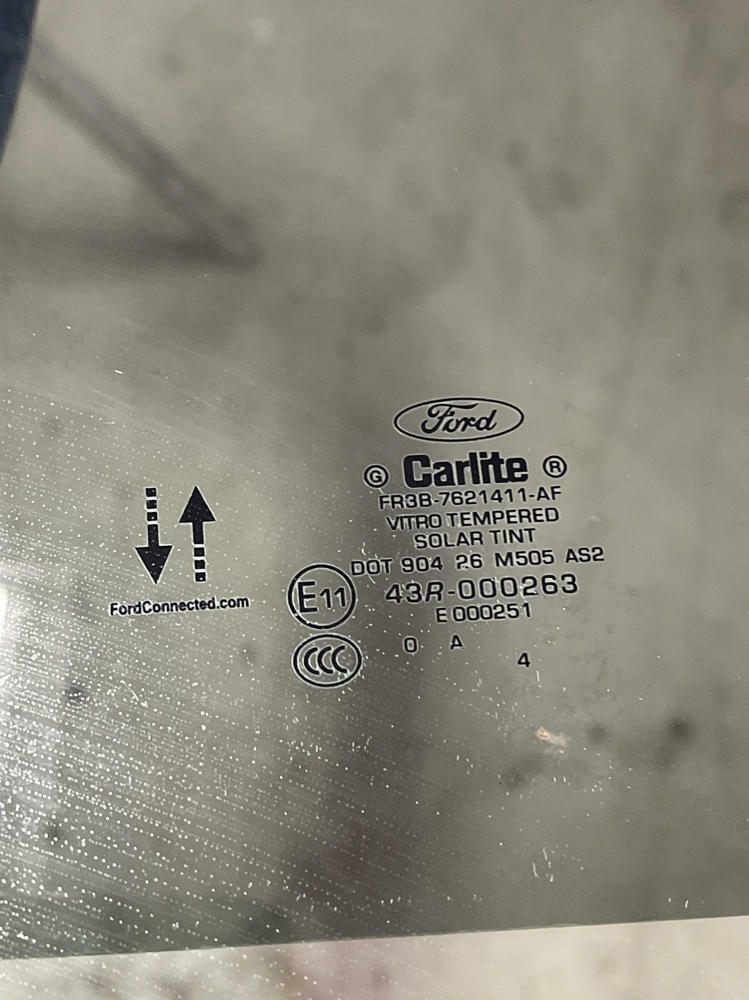 Ford
G Carlite ®
FR3B-7621411-AF
VITRO TEMPERED
SOLAR TINT
DOT 904 26 M505 AS2
E11 43R-000263
E 000251
CCC 0 A
4
FordConnected.com